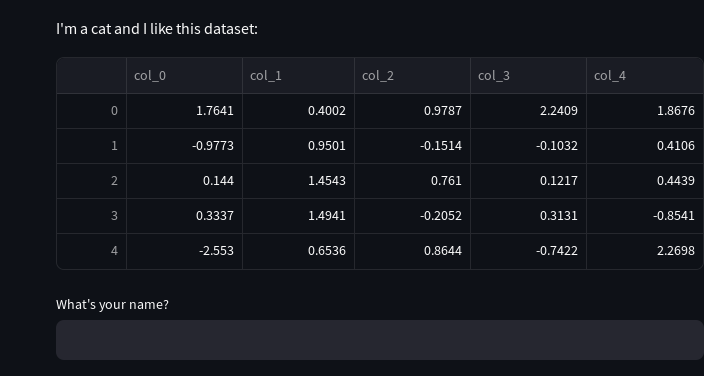 I'm a cat and I like this dataset:
col_0 col_1 col_2 col_3 col_4
0 1.7641 0.4002 0.9787 2.2409 1.8676
1 -0.9773 0.9501 -0.1514 -0.1032 0.4106
2 0.144 1.4543 0.761 0.1217 0.4439
3 0.3337 1.4941 -0.2052 0.3131 -0.8541
4 -2.553 0.6536 0.8644 -0.7422 2.2698
What's your name?